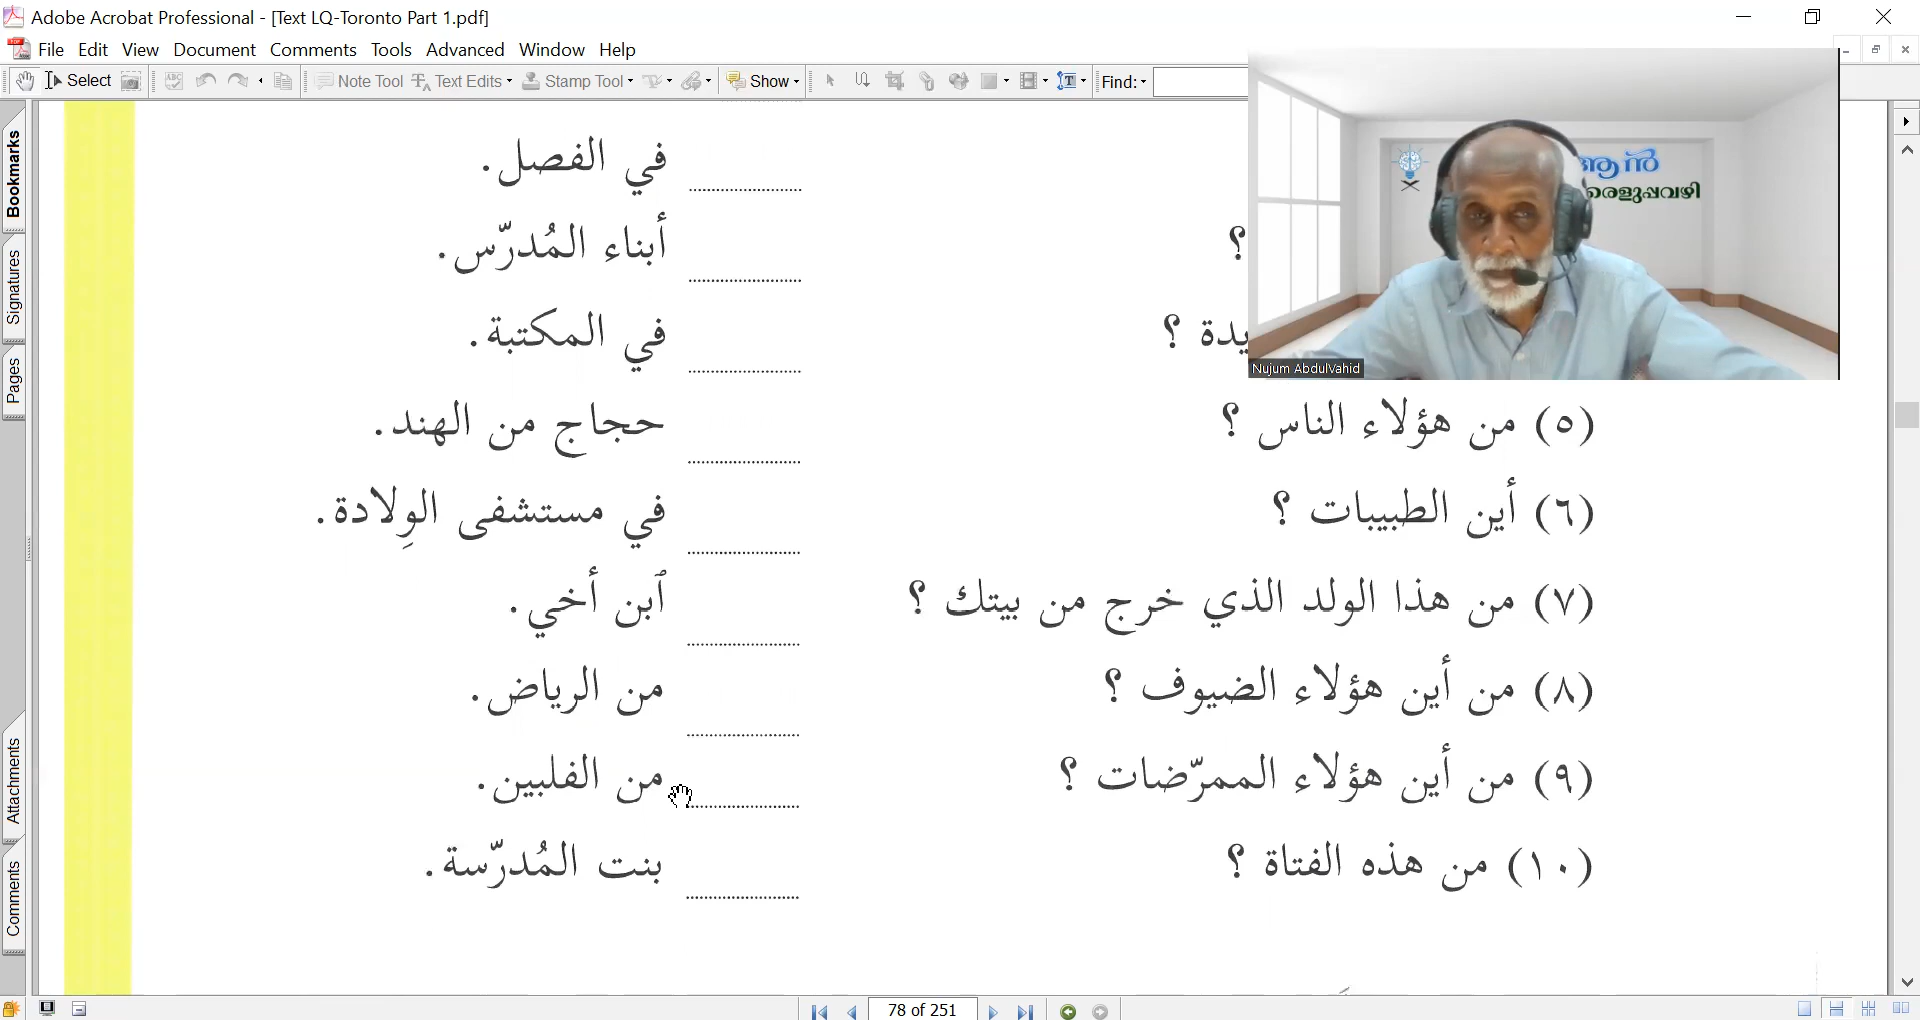 Adobe Acrobat Professional - [Text LQ-Toronto Part 1.pdf]
File Edit View Document Comments Tools Advanced Window Help
Select Note Tool Text Edits Stamp Tool Show Find:
Bookmarks
Signatures
Pages
Attachments
Comments
آن
ആൻ
Nujum AbdulVahid
.................... في الفصل.
؟ .................... أبناء المُدرّس.
يدة ؟ .................... في المكتبة.
(٥) من هؤلاء الناس ؟ .................... حجاج من الهند.
(٦) أين الطبيبات ؟ .................... في مستشفى الوِلادة.
(٧) من هذا الولد الذي خرج من بيتك ؟ .................... ٱبن أخي.
(٨) من أين هؤلاء الضيوف ؟ .................... من الرياض.
(٩) من أين هؤلاء الممرّضات ؟ .................... من الفلبين.
(١٠) من هذه الفتاة ؟ .................... بنت المُدرّسة.
78 of 251